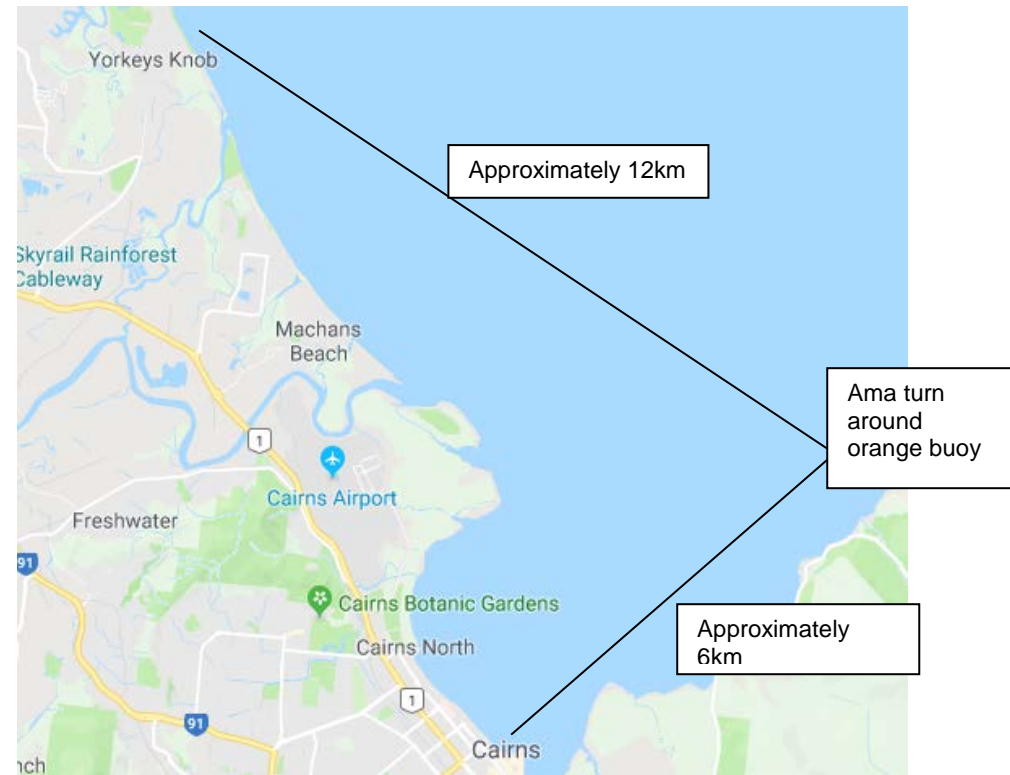 Yorkeys Knob
Approximately 12km
Skyrail Rainforest
Cableway
Machans
Beach
Ama turn
around
orange buoy
1
Cairns Airport
Freshwater
91
Cairns Botanic Gardens
Approximately
6km
Cairns North
1
91
Cairns
nch